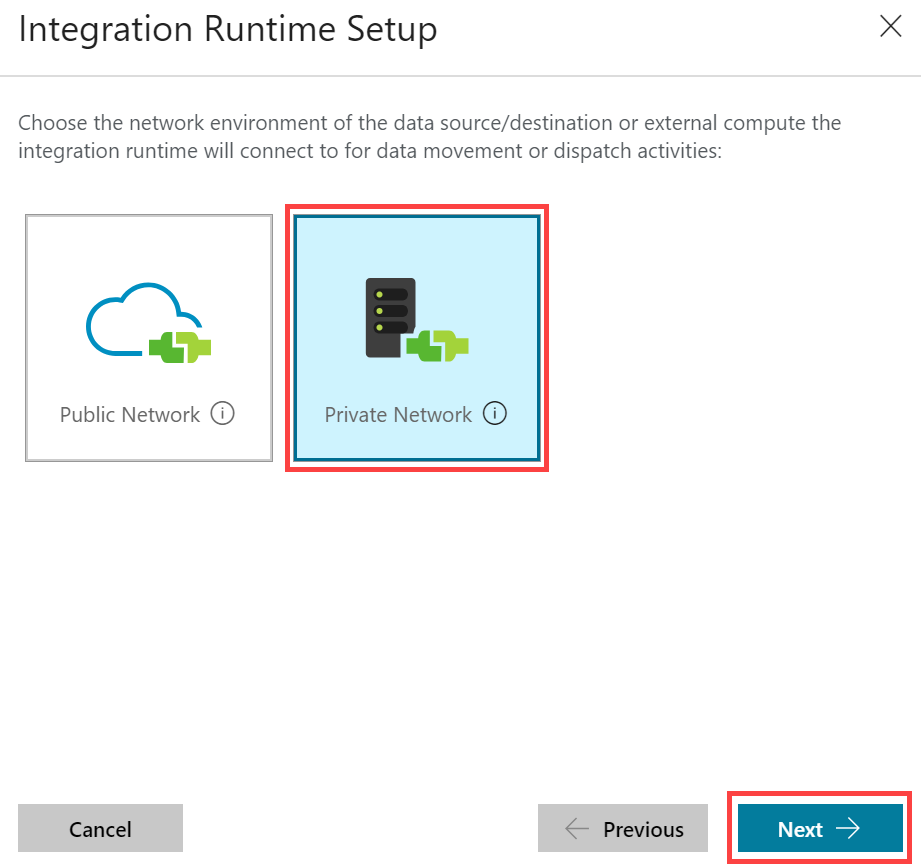 Integration Runtime Setup
Choose the network environment of the data source/destination or external compute the
integration runtime will connect to for data movement or dispatch activities:
Public Network
Private Network
Cancel
Previous
Next